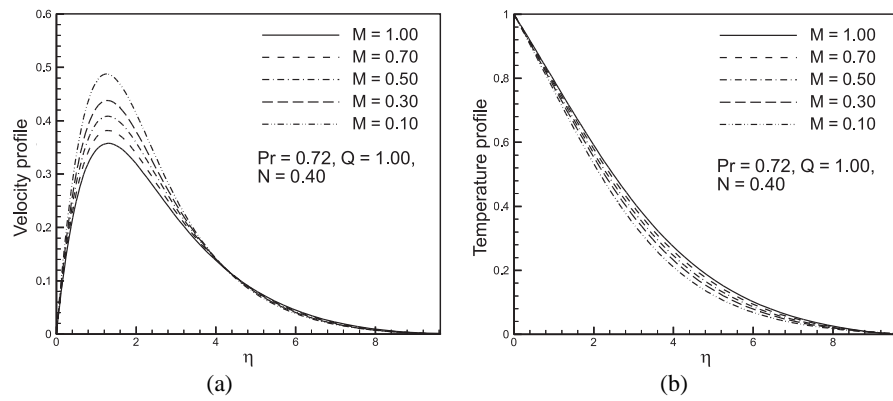 0.6
0.5
0.4
0.3
0.2
0.1
0
Velocity profile
M = 1.00
M = 0.70
M = 0.50
M = 0.30
M = 0.10
Pr = 0.72, Q = 1.00,
N = 0.40
0 2 4 6 8
η
(a)
1
0.8
0.6
0.4
0.2
0
Temperature profile
M = 1.00
M = 0.70
M = 0.50
M = 0.30
M = 0.10
Pr = 0.72, Q = 1.00,
N = 0.40
0 2 4 6 8
η
(b)